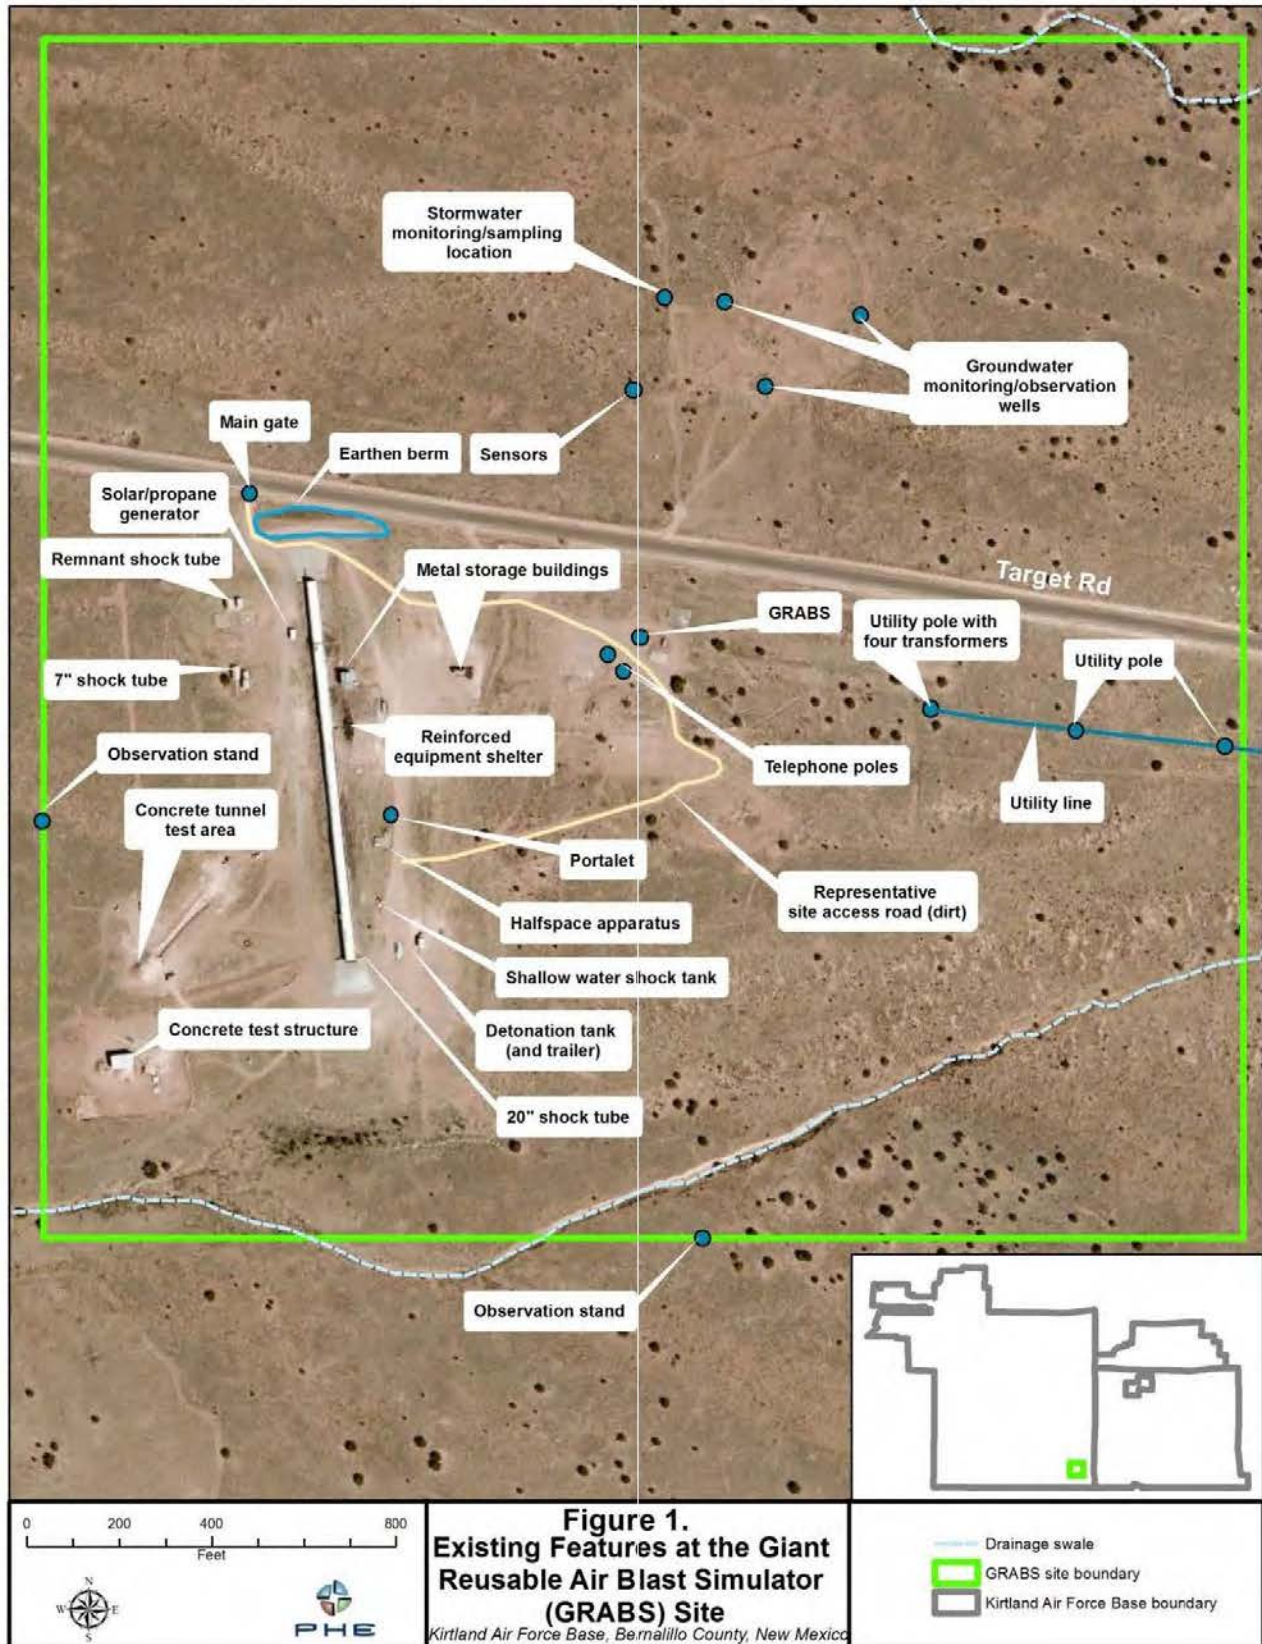 Stormwater
monitoring/sampling
location
Groundwater
monitoring/observation
wells
Main gate
Earthen berm
Sensors
Solar/propane
generator
Remnant shock tube
Metal storage buildings
Target Rd
GRABS
Utility pole with
four transformers
Utility pole
7" shock tube
Reinforced
equipment shelter
Observation stand
Telephone poles
Concrete tunnel
test area
Utility line
Portalet
Representative
site access road (dirt)
Halfspace apparatus
Shallow water shock tank
Concrete test structure
Detonation tank
(and trailer)
20" shock tube
Observation stand
0 200 400 800
Feet
N
W E
S
PHE
Figure 1.
Existing Features at the Giant
Reusable Air Blast Simulator
(GRABS) Site
Kirtland Air Force Base, Bernalillo County, New Mexico
Drainage swale
GRABS site boundary
Kirtland Air Force Base boundary